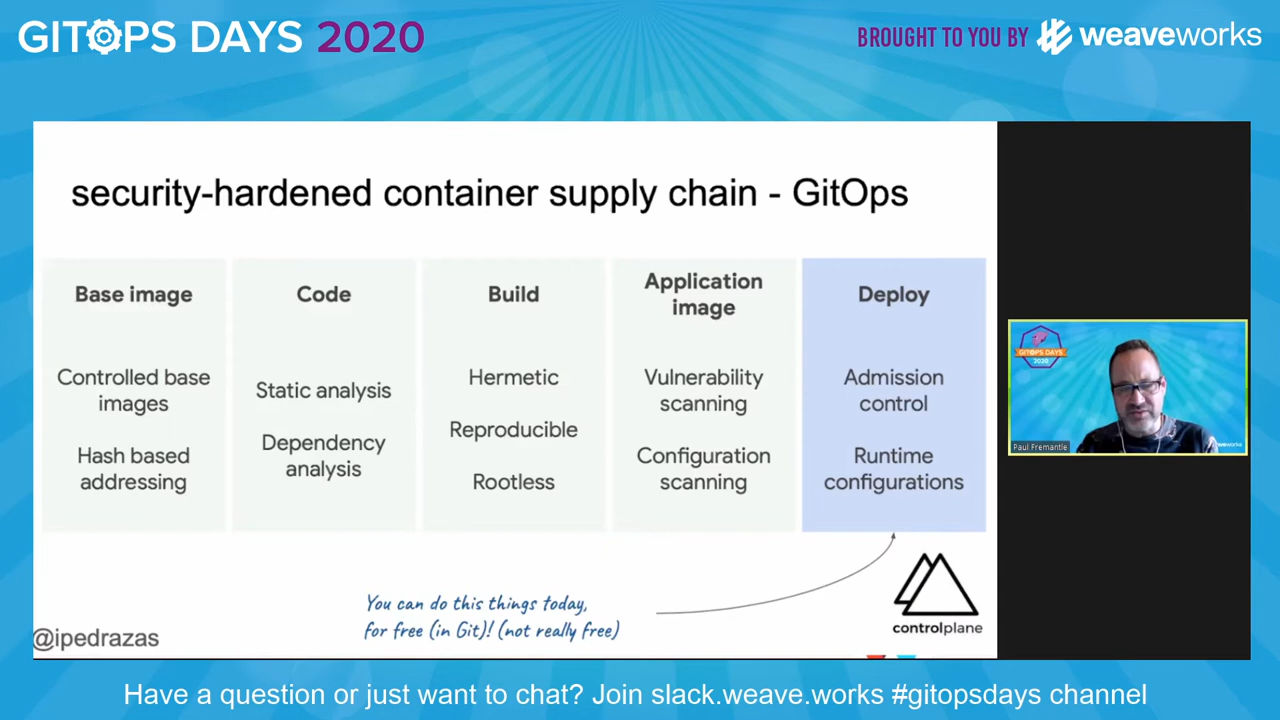 GITOPS DAYS 2020
BROUGHT TO YOU BY weaveworks
security-hardened container supply chain - GitOps
Base image
Controlled base
images
Hash based
addressing
Code
Static analysis
Dependency
analysis
Build
Hermetic
Reproducible
Rootless
Application
image
Vulnerability
scanning
Configuration
scanning
Deploy
Admission
control
Runtime
configurations
You can do this things today,
for free (in Git)! (not really free)
controlplane
@ipedrazas
GITOPS DAYS
2020
Paul Fremantle
Have a question or just want to chat? Join slack.weave.works #gitopsdays channel